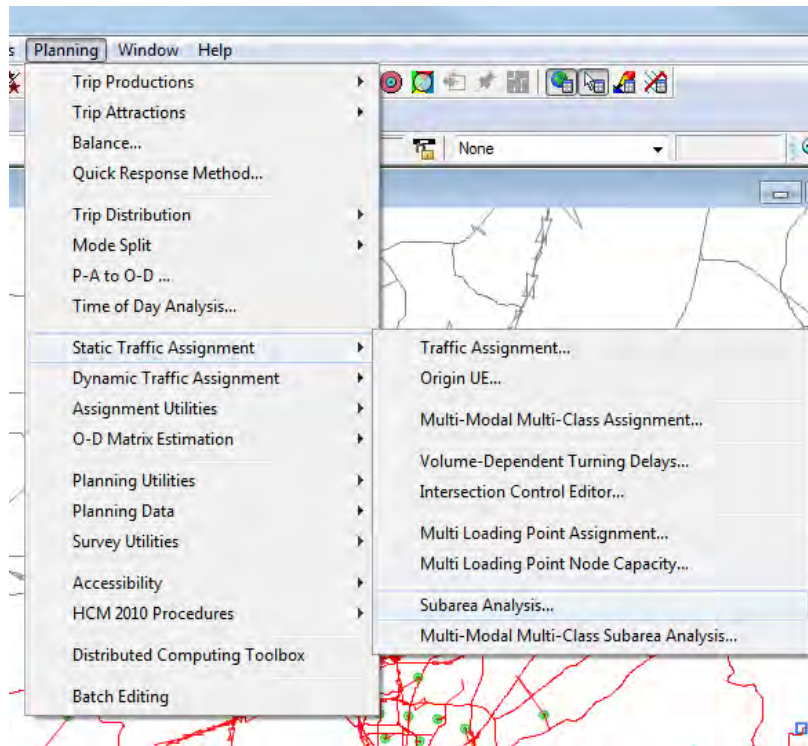 s Planning Window Help
None
Trip Productions
Trip Attractions
Balance...
Quick Response Method...
Trip Distribution
Mode Split
P-A to O-D ...
Time of Day Analysis...
Static Traffic Assignment
Dynamic Traffic Assignment
Assignment Utilities
O-D Matrix Estimation
Planning Utilities
Planning Data
Survey Utilities
Accessibility
HCM 2010 Procedures
Distributed Computing Toolbox
Batch Editing
Traffic Assignment...
Origin UE...
Multi-Modal Multi-Class Assignment...
Volume-Dependent Turning Delays...
Intersection Control Editor...
Multi Loading Point Assignment...
Multi Loading Point Node Capacity...
Subarea Analysis...
Multi-Modal Multi-Class Subarea Analysis...